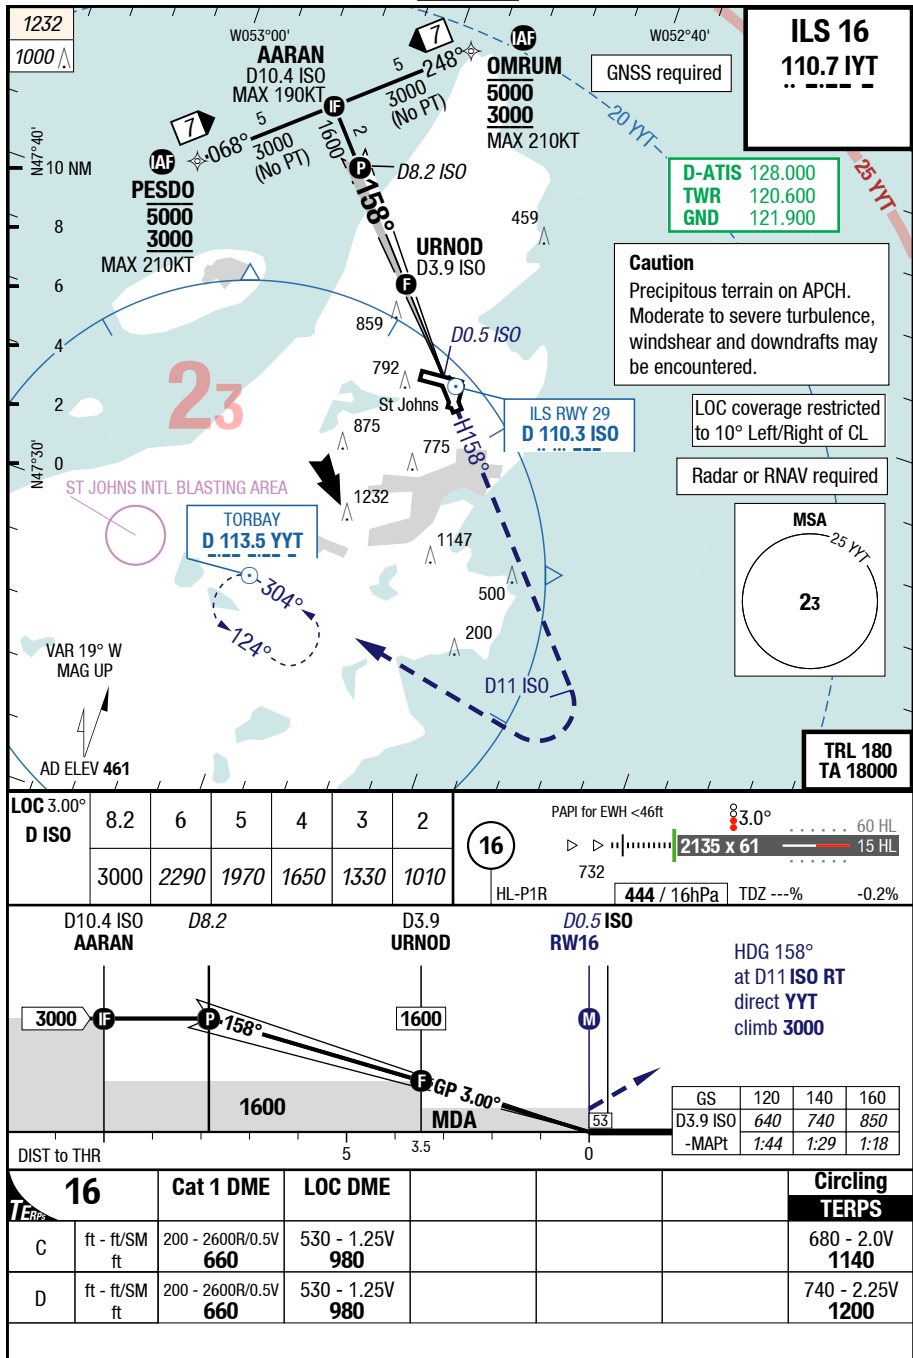 1232
1000
W053°00'
W052°40'
ILS 16
110.7 IYT
AARAN
D10.4 ISO
MAX 190KT
IF
7
248°
5
3000
(No PT)
IAF
OMRUM
5000
3000
MAX 210KT
GNSS required
20 YYT
25 YYT
N47°40'
10 NM
7
068°
5
3000
(No PT)
IAF
PESDO
5000
3000
MAX 210KT
1600
2
P
D8.2 ISO
158°
D-ATIS 128.000
TWR 120.600
GND 121.900
459
URNOD
D3.9 ISO
F
Caution
Precipitous terrain on APCH.
Moderate to severe turbulence,
windshear and downdrafts may
be encountered.
8
6
4
2
0
N47°30'
859
D0.5 ISO
792
St Johns
23
875
775
H158°
ILS RWY 29
D 110.3 ISO
LOC coverage restricted
to 10° Left/Right of CL
Radar or RNAV required
ST JOHNS INTL BLASTING AREA
1232
TORBAY
D 113.5 YYT
1147
500
200
304°
124°
D11 ISO
MSA
25 YYT
23
VAR 19° W
MAG UP
AD ELEV 461
TRL 180
TA 18000
LOC 3.00°
D ISO
8.2 6 5 4 3 2
3000 2290 1970 1650 1330 1010
16
HL-P1R
PAPI for EWH <46ft
3.0°
60 HL
2135 x 61
15 HL
732
444 / 16hPa
TDZ ---%
-0.2%
D10.4 ISO
AARAN
D8.2
D3.9
URNOD
D0.5 ISO
RW16
HDG 158°
at D11 ISO RT
direct YYT
climb 3000
3000
IF
P
158°
1600
M
F
GP 3.00°
1600
MDA
53
DIST to THR
5
3.5
0
GS 120 140 160
D3.9 ISO 640 740 850
-MAPt 1:44 1:29 1:18
TERPS
16
Cat 1 DME
LOC DME
Circling
TERPS
C
ft - ft/SM
ft
200 - 2600R/0.5V
660
530 - 1.25V
980
680 - 2.0V
1140
D
ft - ft/SM
ft
200 - 2600R/0.5V
660
530 - 1.25V
980
740 - 2.25V
1200